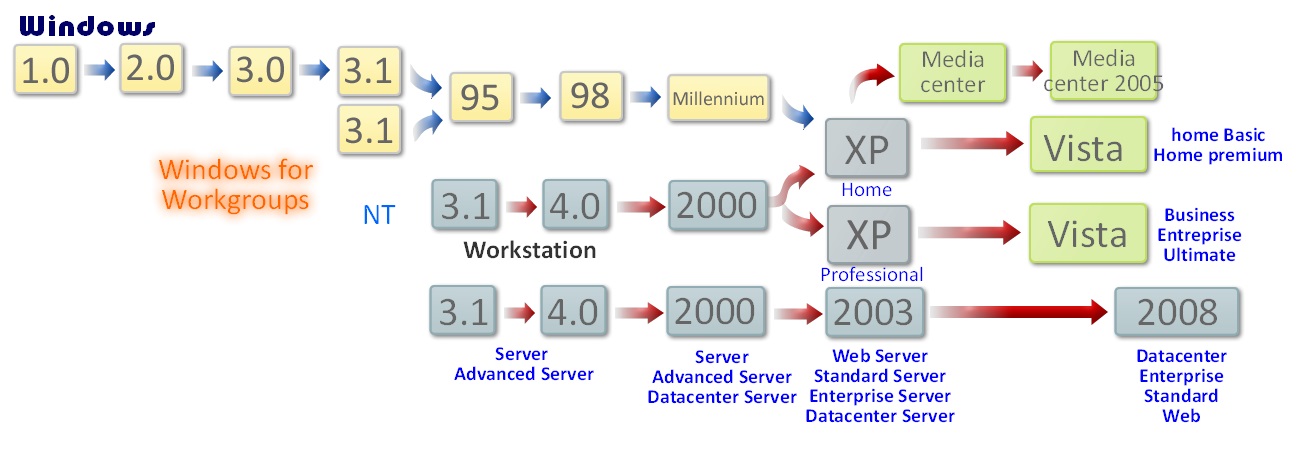 Windows
1.0
2.0
3.0
3.1
3.1
95
98
Millennium
Media
center
Media
center 2005
Windows for
Workgroups
XP
Home
Vista
home Basic
Home premium
NT
3.1
4.0
2000
Workstation
XP
Professional
Vista
Business
Entreprise
Ultimate
3.1
4.0
2000
2003
2008
Server
Advanced Server
Server
Advanced Server
Datacenter Server
Web Server
Standard Server
Enterprise Server
Datacenter Server
Datacenter
Enterprise
Standard
Web